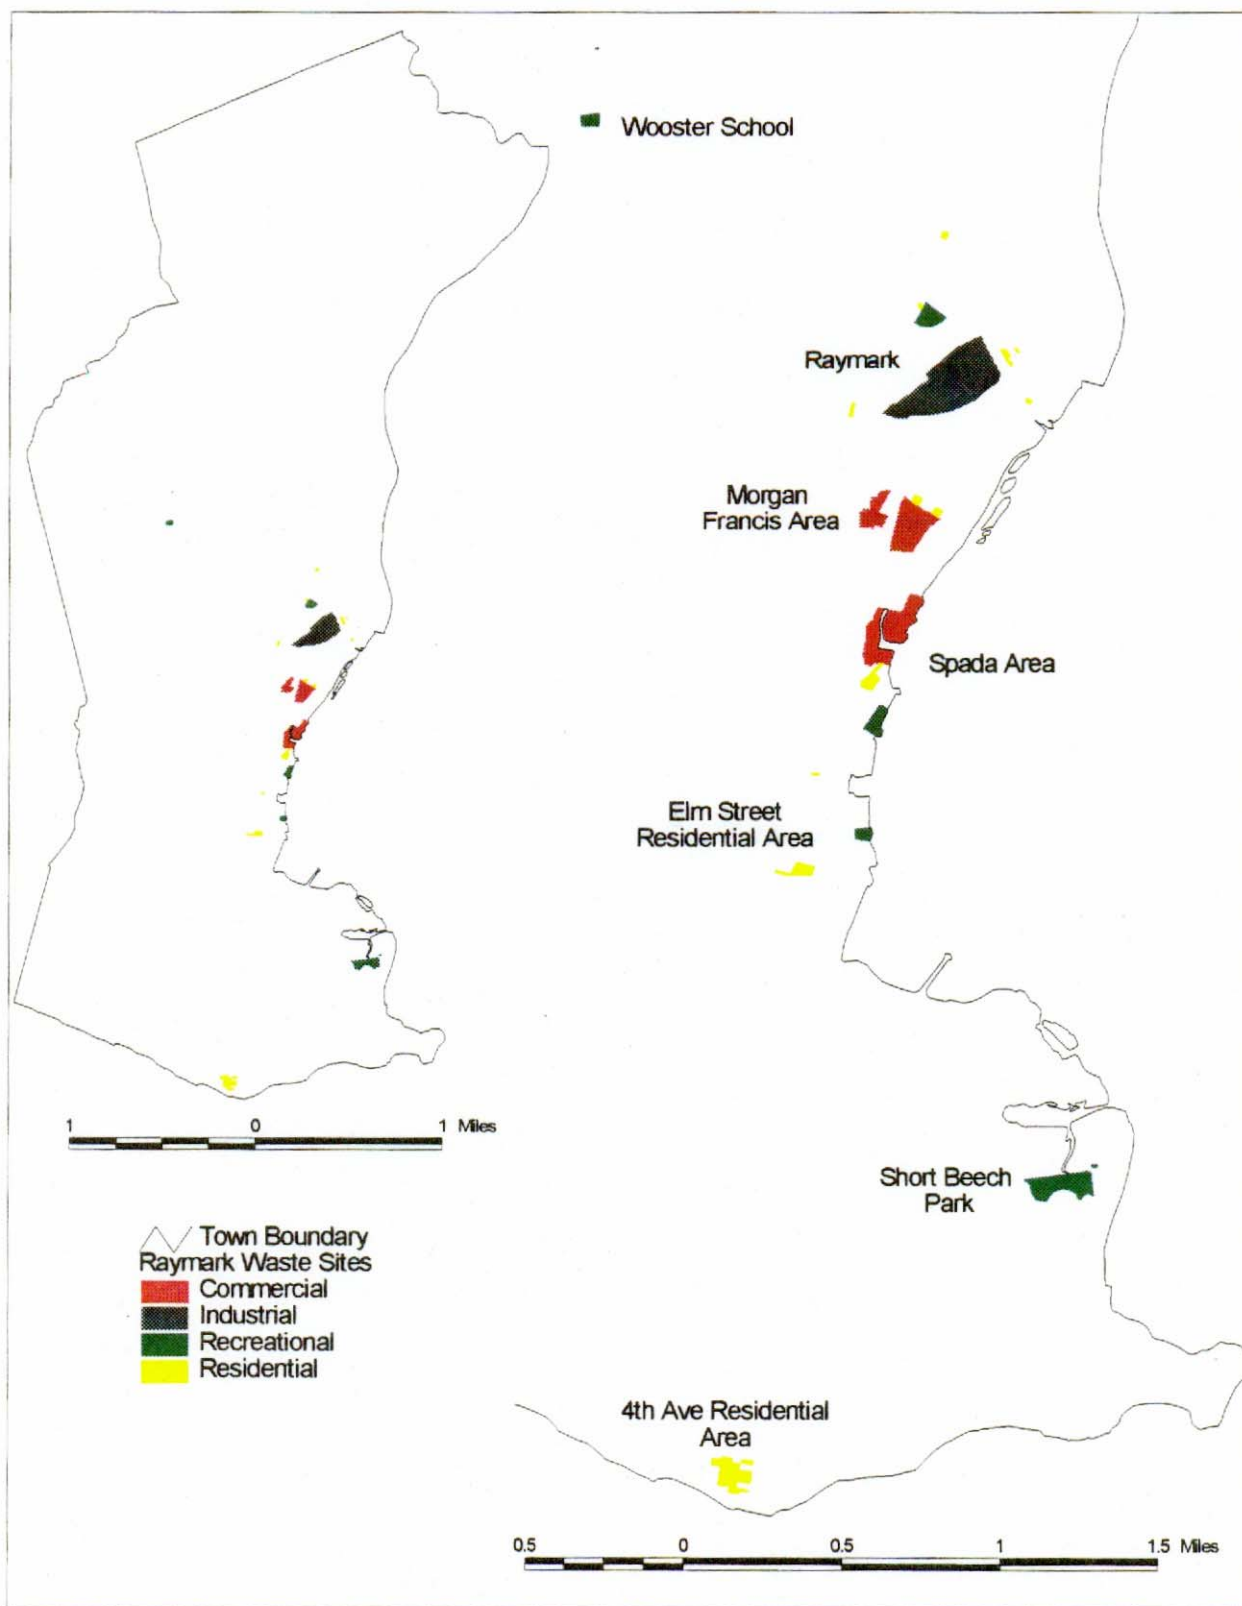 Wooster School
Raymark
Morgan
Francis Area
Spada Area
Elm Street
Residential Area
1 0 1 Miles
Short Beech
Park
Town Boundary
Raymark Waste Sites
Commercial
Industrial
Recreational
Residential
4th Ave Residential
Area
0.5 0 0.5 1 1.5 Miles